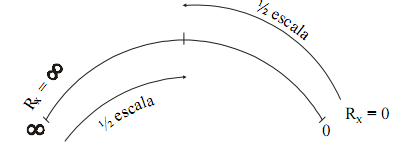 ½ escala
Rₓ = ∞
½ escala
∞
0
Rₓ = 0